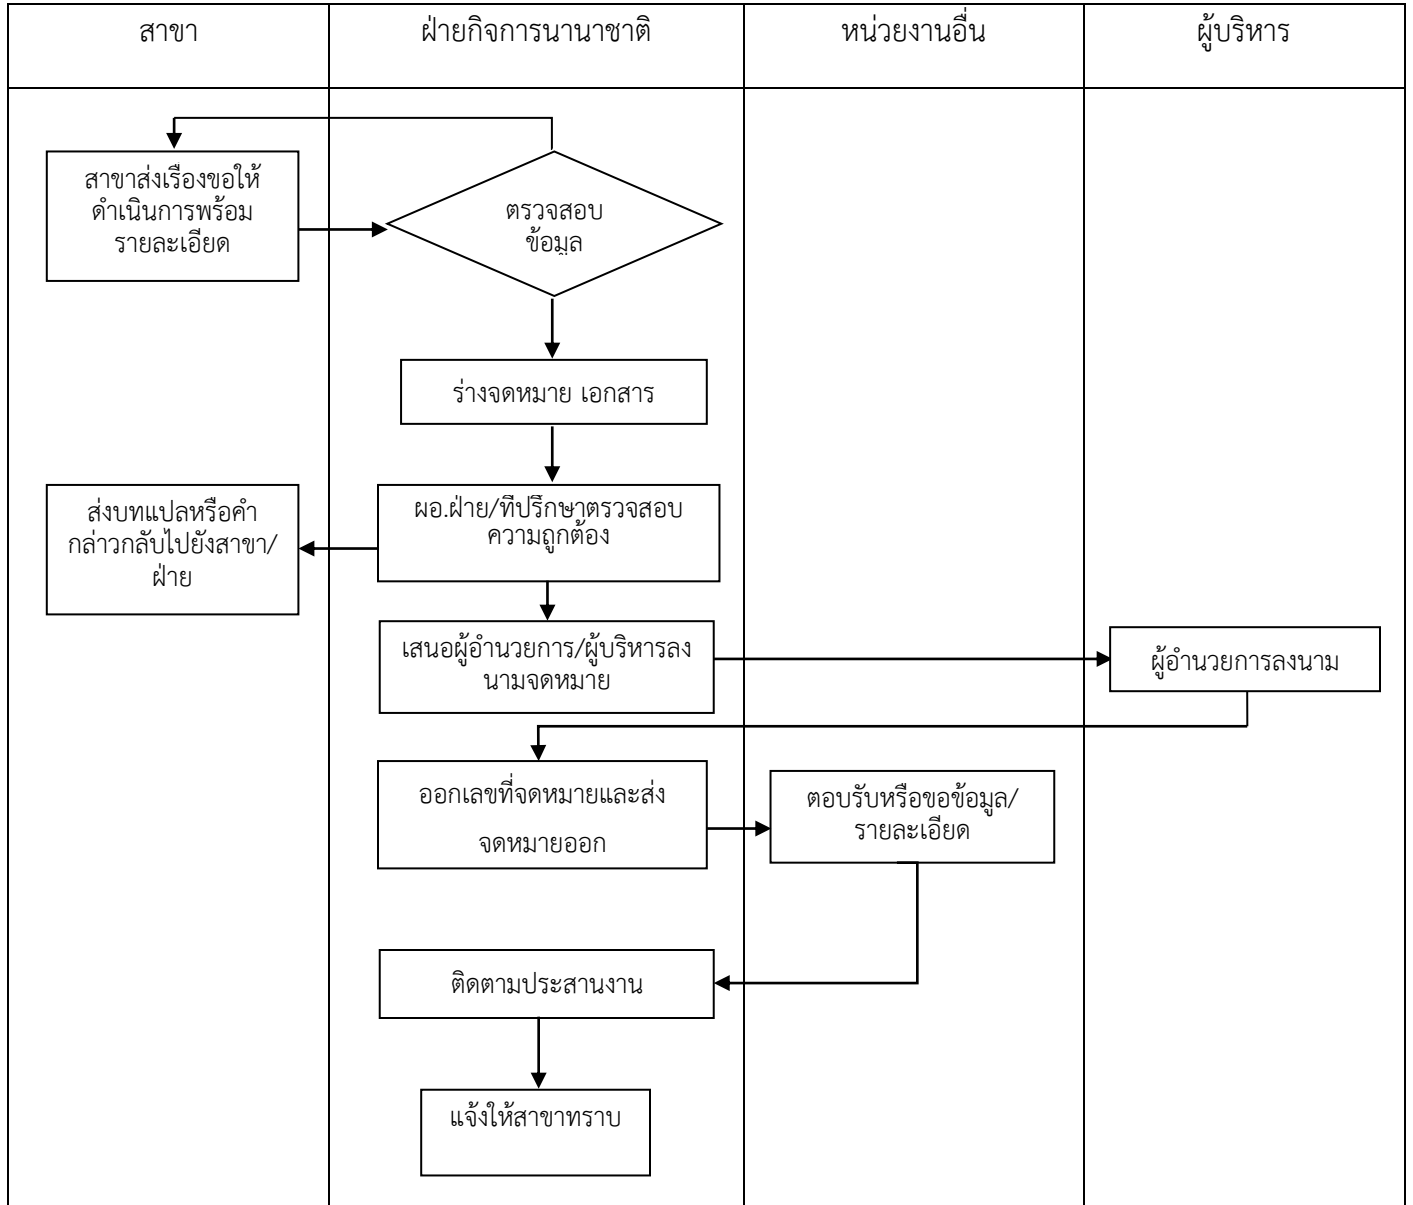 สาขา
ฝ่ายกิจการนานาชาติ
หน่วยงานอื่น
ผู้บริหาร
สาขาส่งเรื่องขอให้
ดำเนินการพร้อม
รายละเอียด
ตรวจสอบ
ข้อมูล
ร่างจดหมาย เอกสาร
ส่งบทแปลหรือคำ
กล่าวกลับไปยังสาขา/
ฝ่าย
ผอ.ฝ่าย/ที่ปรึกษาตรวจสอบ
ความถูกต้อง
เสนอผู้อำนวยการ/ผู้บริหารลง
นามจดหมาย
ผู้อำนวยการลงนาม
ออกเลขที่จดหมายและส่ง
จดหมายออก
ตอบรับหรือขอข้อมูล/
รายละเอียด
ติดตามประสานงาน
แจ้งให้สาขาทราบ